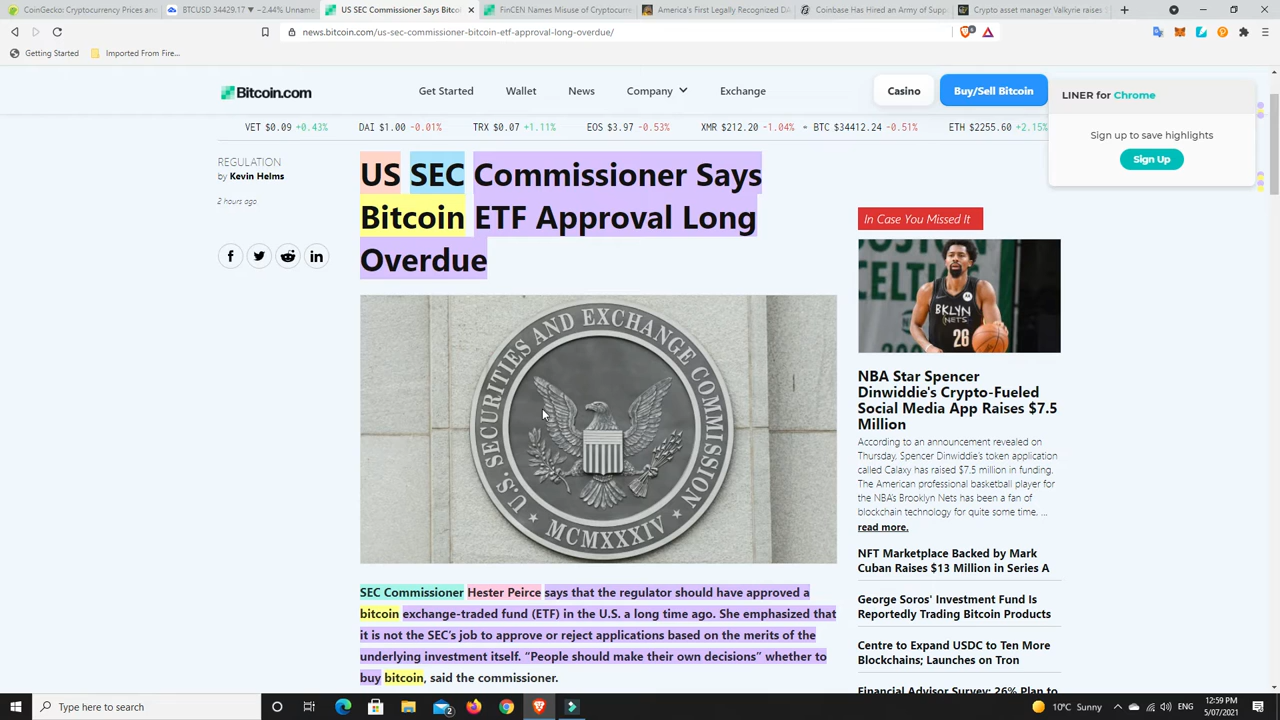 CoinGecko: Cryptocurrency Prices and
BTCUSD 34429.17 ▼ −2.44% Unnamed
US SEC Commissioner Says Bitcoi
FinCEN Names Misuse of Cryptocurre
America's First Legally Recognized DA
Coinbase Has Hired an Army of Supp
Crypto asset manager Valkyrie raises
news.bitcoin.com/us-sec-commissioner-bitcoin-etf-approval-long-overdue/
Getting Started
Imported From Fire...
Bitcoin.com
Get Started
Wallet
News
Company
Exchange
Casino
Buy/Sell Bitcoin
LINER for Chrome
Sign up to save highlights
Sign Up
VET $0.09 +0.43%
DAI $1.00 -0.01%
TRX $0.07 +1.11%
EOS $3.97 -0.53%
XMR $212.20 -1.04%
BTC $34412.24 -0.51%
ETH $2255.60 +2.15%
REGULATION
by Kevin Helms
2 hours ago
US SEC Commissioner Says
Bitcoin ETF Approval Long
Overdue
U.S. SECURITIES AND EXCHANGE COMMISSION
MCMXXXIV
SEC Commissioner Hester Peirce says that the regulator should have approved a
bitcoin exchange-traded fund (ETF) in the U.S. a long time ago. She emphasized that
it is not the SEC's job to approve or reject applications based on the merits of the
underlying investment itself. “People should make their own decisions” whether to
buy bitcoin, said the commissioner.
In Case You Missed It
CELTIC
BKLYN
NETS
26
NBA Star Spencer
Dinwiddie's Crypto-Fueled
Social Media App Raises $7.5
Million
According to an announcement revealed on
Thursday, Spencer Dinwiddie's token application
called Calaxy has raised $7.5 million in funding.
The American professional basketball player for
the NBA's Brooklyn Nets has been a fan of
blockchain technology for quite some time. ...
read more.
NFT Marketplace Backed by Mark
Cuban Raises $13 Million in Series A
George Soros' Investment Fund Is
Reportedly Trading Bitcoin Products
Centre to Expand USDC to Ten More
Blockchains; Launches on Tron
Financial Advisor Survey: 26% Plan to
Type here to search
10°C Sunny
ENG
12:59 PM
5/07/2021